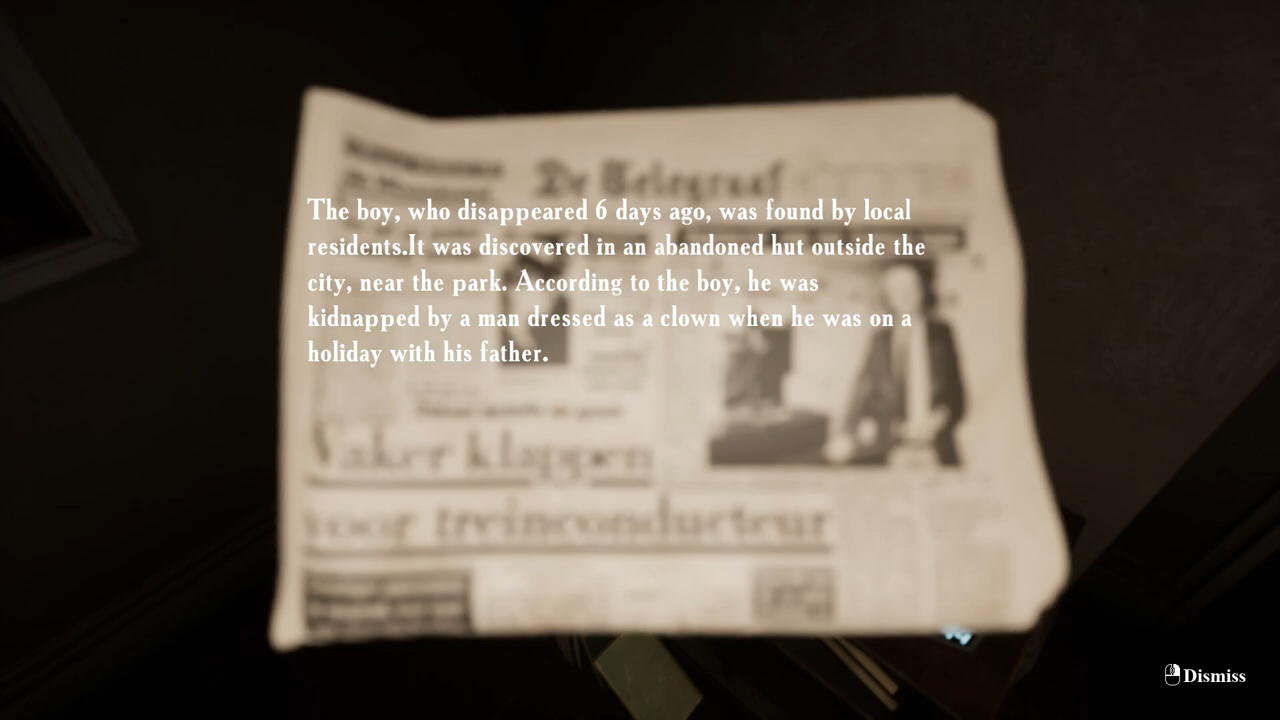 De Telegraaf
The boy, who disappeared 6 days ago, was found by local
residents.It was discovered in an abandoned hut outside the
city, near the park. According to the boy, he was
kidnapped by a man dressed as a clown when he was on a
holiday with his father.
Vaker klappen
voor treinconducteur
Dismiss